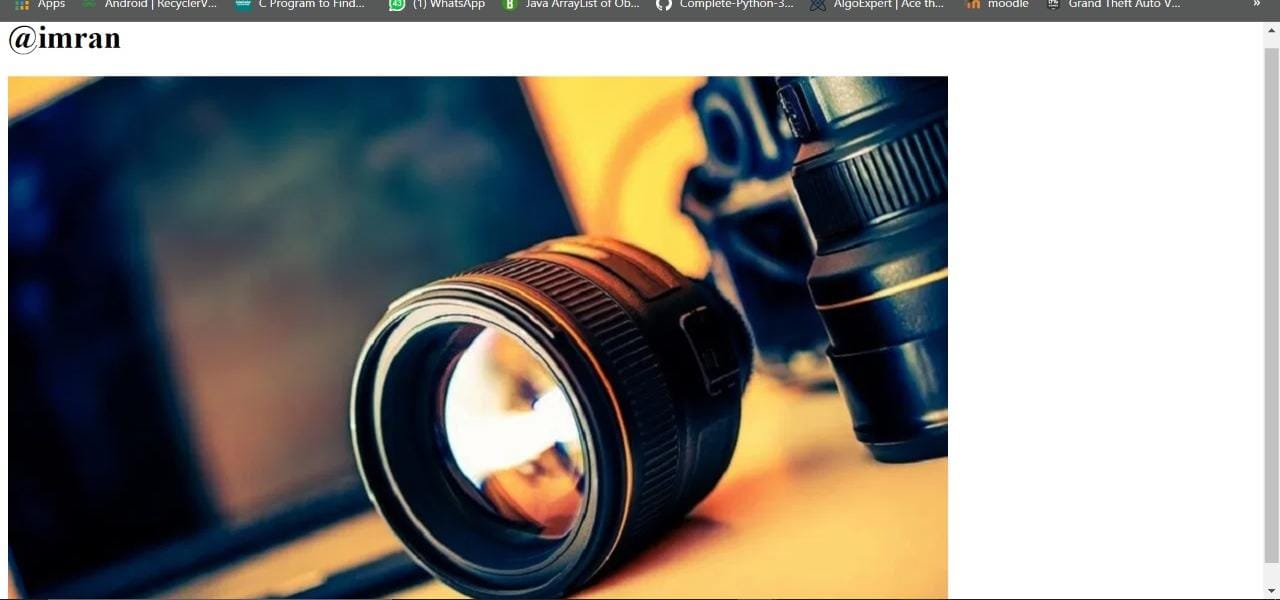 Apps Android | RecyclerV... C Program to Find... (1) WhatsApp Java ArrayList of Ob... Complete-Python-3... AlgoExpert | Ace th... moodle Grand Theft Auto V... »
@imran